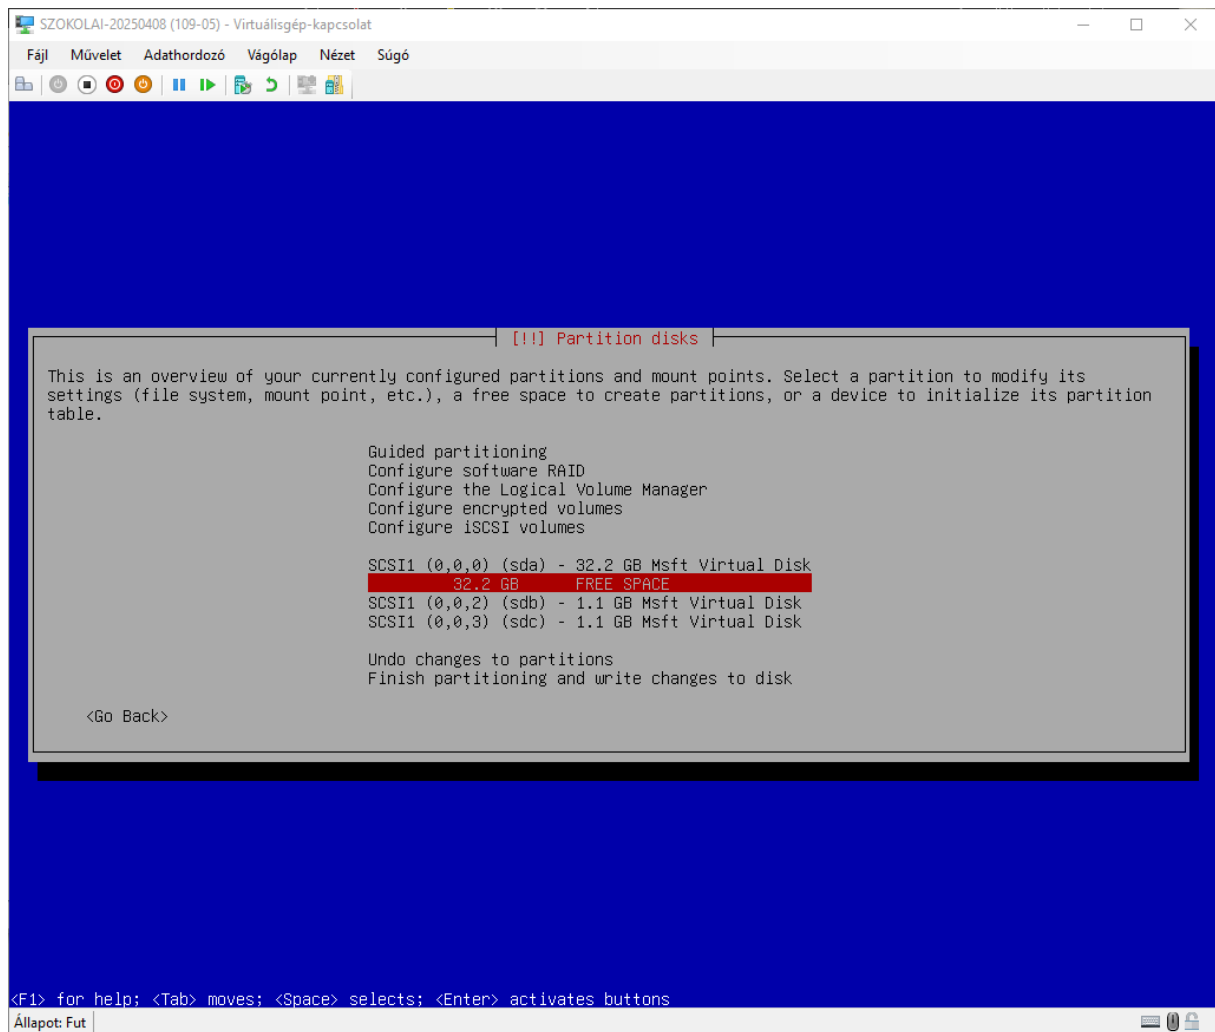 SZOKOLAI-20250408 (109-05) - Virtuálisgép-kapcsolat
Fájl Művelet Adathordozó Vágólap Nézet Súgó
[!!] Partition disks
This is an overview of your currently configured partitions and mount points. Select a partition to modify its
settings (file system, mount point, etc.), a free space to create partitions, or a device to initialize its partition
table.
Guided partitioning
Configure software RAID
Configure the Logical Volume Manager
Configure encrypted volumes
Configure iSCSI volumes
SCSI1 (0,0,0) (sda) - 32.2 GB Msft Virtual Disk
32.2 GB FREE SPACE
SCSI1 (0,0,2) (sdb) - 1.1 GB Msft Virtual Disk
SCSI1 (0,0,3) (sdc) - 1.1 GB Msft Virtual Disk
Undo changes to partitions
Finish partitioning and write changes to disk
<Go Back>
<F1> for help; <Tab> moves; <Space> selects; <Enter> activates buttons
Állapot: Fut